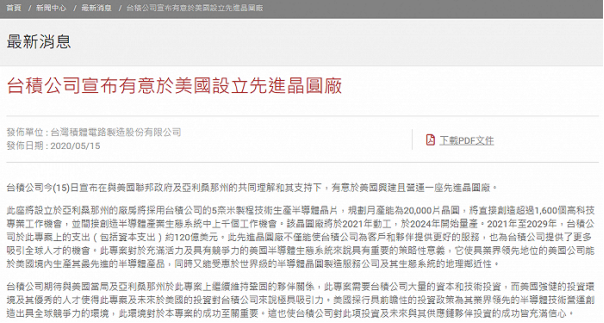 首頁 / 新聞中心 / 最新消息 / 台積公司宣布有意於美國設立先進晶圓廠
最新消息
台積公司宣布有意於美國設立先進晶圓廠
發佈單位 : 台灣積體電路製造股份有限公司
發佈日期 : 2020/05/15
下載PDF文件
台積公司今(15)日宣布在與美國聯邦政府及亞利桑那州的共同理解和其支持下，有意於美國興建且營運一座先進晶圓廠。
此座將設立於亞利桑那州的廠房將採用台積公司的5奈米製程技術生產半導體晶片，規劃月產能為20,000片晶圓，將直接創造超過1,600個高科技
專業工作機會，並間接創造半導體產業生態系統中上千個工作機會。該晶圓廠將於2021年動工，於2024年開始量產。2021年至2029年，台積公
司於此專案上的支出（包括資本支出）約120億美元。此先進晶圓廠不僅能使台積公司為客戶和夥伴提供更好的服務，也為台積公司提供了更多
吸引全球人才的機會。此專案對於充滿活力及具有競爭力的美國半導體生態系統來說具有重要的策略性意義，它使具業界領先地位的美國公司能
於美國境內生產其最先進的半導體產品，同時又能受惠於世界級的半導體晶圓製造服務公司及其生態系統的地理鄰近性。
台積公司期待與美國當局及亞利桑那州於此專案上繼續維持鞏固的夥伴關係，此專案需要台積公司大量的資本和技術投資，而美國強健的投資環
境及其優秀的人才使得此專案及未來於美國的投資對台積公司來說極具吸引力。美國採行具前瞻性的投資政策為其業界領先的半導體技術營運創
造出具全球競爭力的環境，此環境對於本專案的成功至關重要。這也使台積公司對此項投資及未來與其供應鏈夥伴投資的成功皆充滿信心。